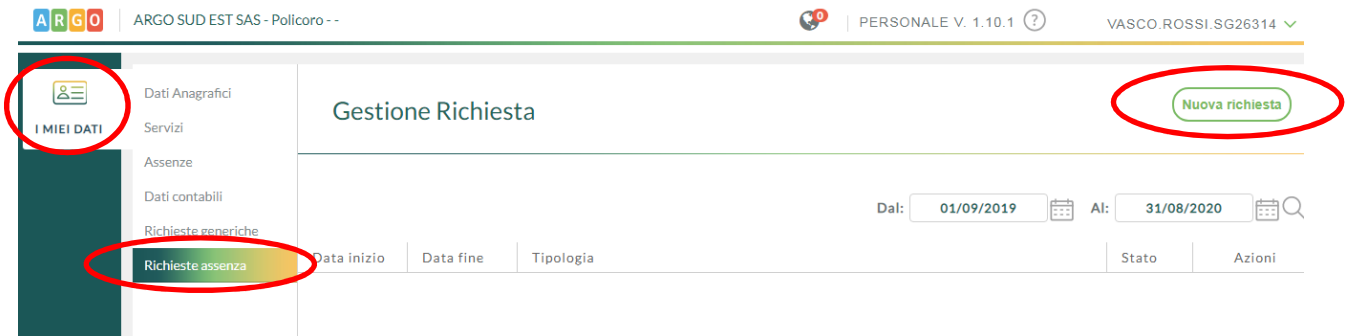 ARGO ARGO SUD EST SAS - Policoro - - 0 PERSONALE V. 1.10.1 ? VASCO.ROSSI.SG26314
I MIEI DATI
Dati Anagrafici
Servizi
Assenze
Dati contabili
Richieste generiche
Richieste assenza
Gestione Richiesta
Nuova richiesta
Dal: 01/09/2019 Al: 31/08/2020
Data inizio Data fine Tipologia Stato Azioni